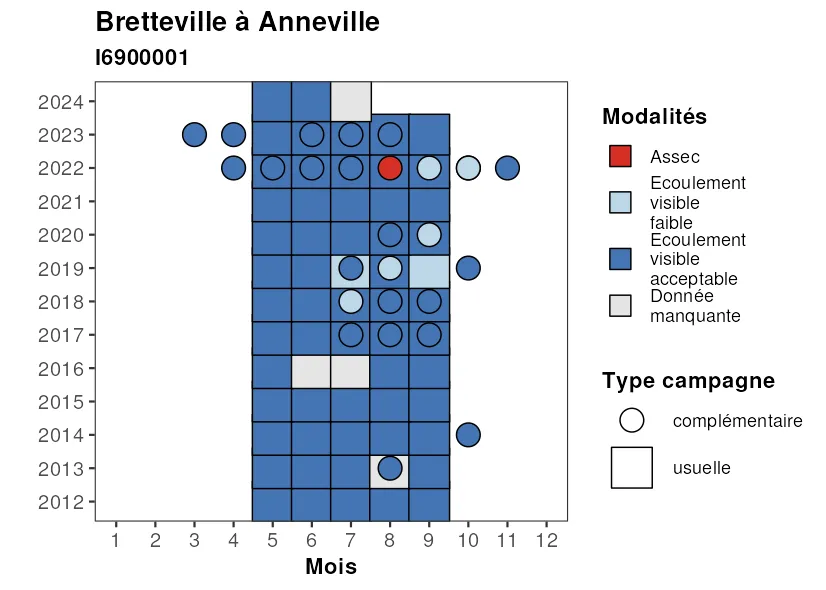 Bretteville à Anneville
I6900001
2024
2023
2022
2021
2020
2019
2018
2017
2016
2015
2014
2013
2012
1 2 3 4 5 6 7 8 9 10 11 12
Mois
Modalités
Assec
Ecoulement
visible
faible
Ecoulement
visible
acceptable
Donnée
manquante
Type campagne
complémentaire
usuelle